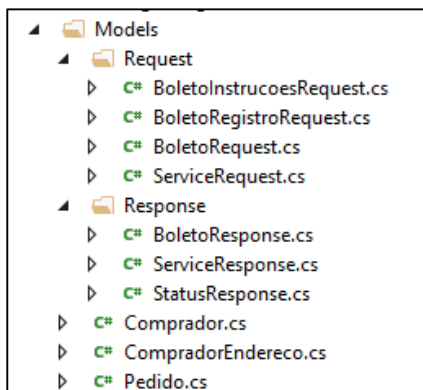 Models
Request
C# BoletoInstrucoesRequest.cs
C# BoletoRegistroRequest.cs
C# BoletoRequest.cs
C# ServiceRequest.cs
Response
C# BoletoResponse.cs
C# ServiceResponse.cs
C# StatusResponse.cs
C# Comprador.cs
C# CompradorEndereco.cs
C# Pedido.cs